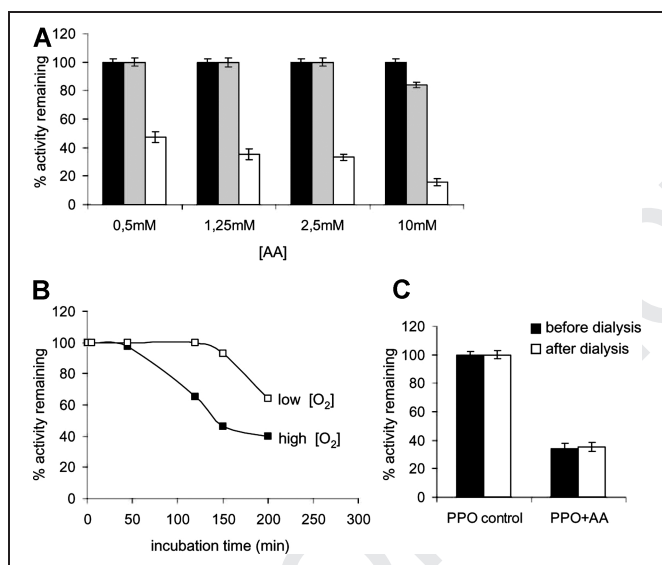 A
120
100
80
60
40
20
0
% activity remaining
0,5mM 1,25mM 2,5mM 10mM
[AA]
B
120
100
80
60
40
20
0
% activity remaining
low [O₂]
high [O₂]
0 50 100 150 200 250 300
incubation time (min)
C
before dialysis
after dialysis
120
100
80
60
40
20
0
% activity remaining
PPO control PPO+AA